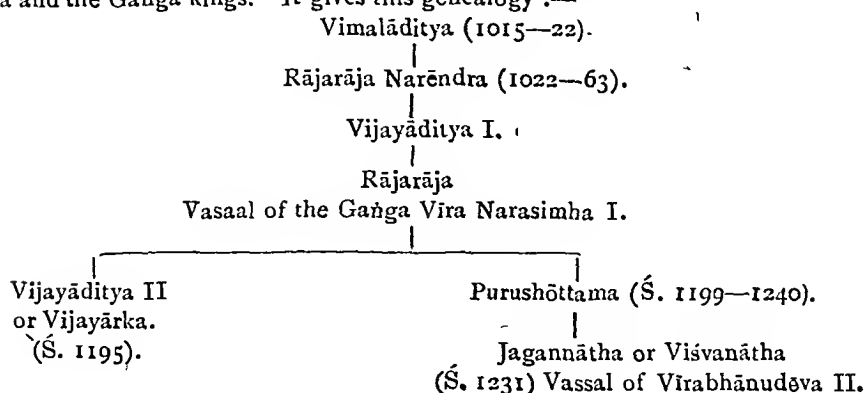 a and the Gaṅga kings. It gives this genealogy :—
Vimalāditya (1015—22).
Rājarāja Narēndra (1022—63).
Vijayāditya I.
Rājarāja
Vasaal of the Gaṅga Vīra Narasimha I.
Vijayāditya II
or Vijayārka.
(Ś. 1195).
Purushōttama (Ś. 1199—1240).
Jagannātha or Viśvanātha
(Ś. 1231) Vassal of Vīrabhānudēva II.